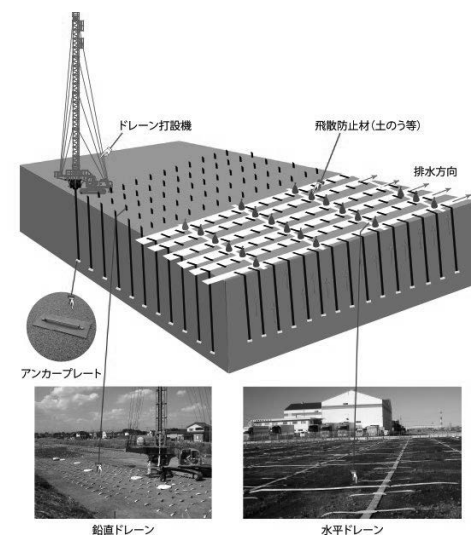 ドレーン打設機
飛散防止材(土のう等)
排水方向
アンカープレート
鉛直ドレーン
水平ドレーン